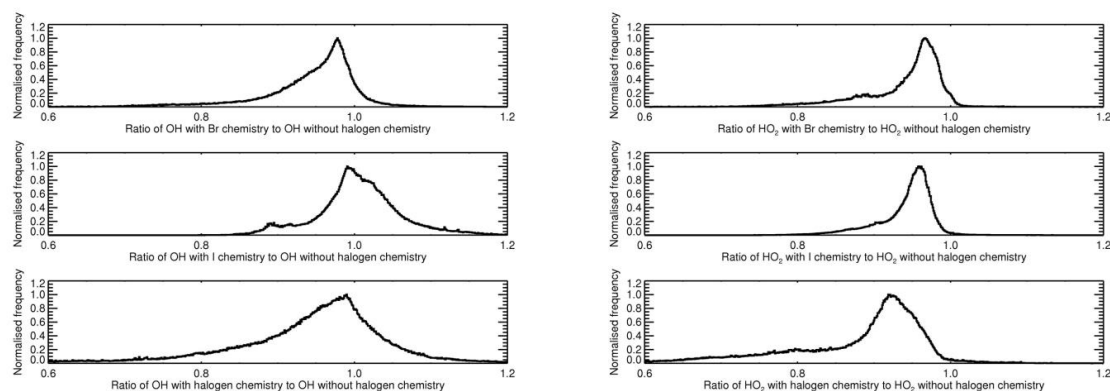 Normalised frequency
1.2
1.0
0.8
0.6
0.4
0.2
0.0
0.6 0.8 1.0 1.2
Ratio of OH with Br chemistry to OH without halogen chemistry
Normalised frequency
1.2
1.0
0.8
0.6
0.4
0.2
0.0
0.6 0.8 1.0 1.2
Ratio of OH with I chemistry to OH without halogen chemistry
Normalised frequency
1.2
1.0
0.8
0.6
0.4
0.2
0.0
0.6 0.8 1.0 1.2
Ratio of OH with halogen chemistry to OH without halogen chemistry
Normalised frequency
1.2
1.0
0.8
0.6
0.4
0.2
0.0
0.6 0.8 1.0 1.2
Ratio of HO₂ with Br chemistry to HO₂ without halogen chemistry
Normalised frequency
1.2
1.0
0.8
0.6
0.4
0.2
0.0
0.6 0.8 1.0 1.2
Ratio of HO₂ with I chemistry to HO₂ without halogen chemistry
Normalised frequency
1.2
1.0
0.8
0.6
0.4
0.2
0.0
0.6 0.8 1.0 1.2
Ratio of HO₂ with halogen chemistry to HO₂ without halogen chemistry